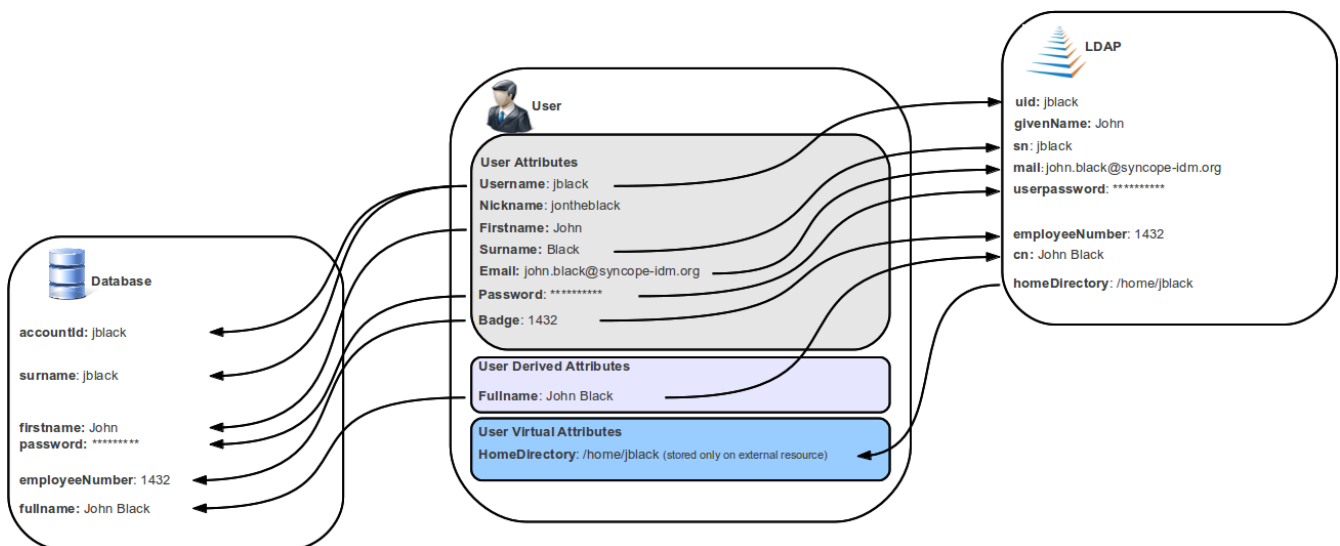 Database
accountId: jblack
surname: jblack
firstname: John
password: *********
employeeNumber: 1432
fullname: John Black
User
User Attributes
Username: jblack
Nickname: jontheblack
Firstname: John
Surname: Black
Email: john.black@syncope-idm.org
Password: **********
Badge: 1432
User Derived Attributes
Fullname: John Black
User Virtual Attributes
HomeDirectory: /home/jblack (stored only on external resource)
LDAP
uid: jblack
givenName: John
sn: jblack
mail:john.black@syncope-idm.org
userpassword: **********
employeeNumber: 1432
cn: John Black
homeDirectory: /home/jblack